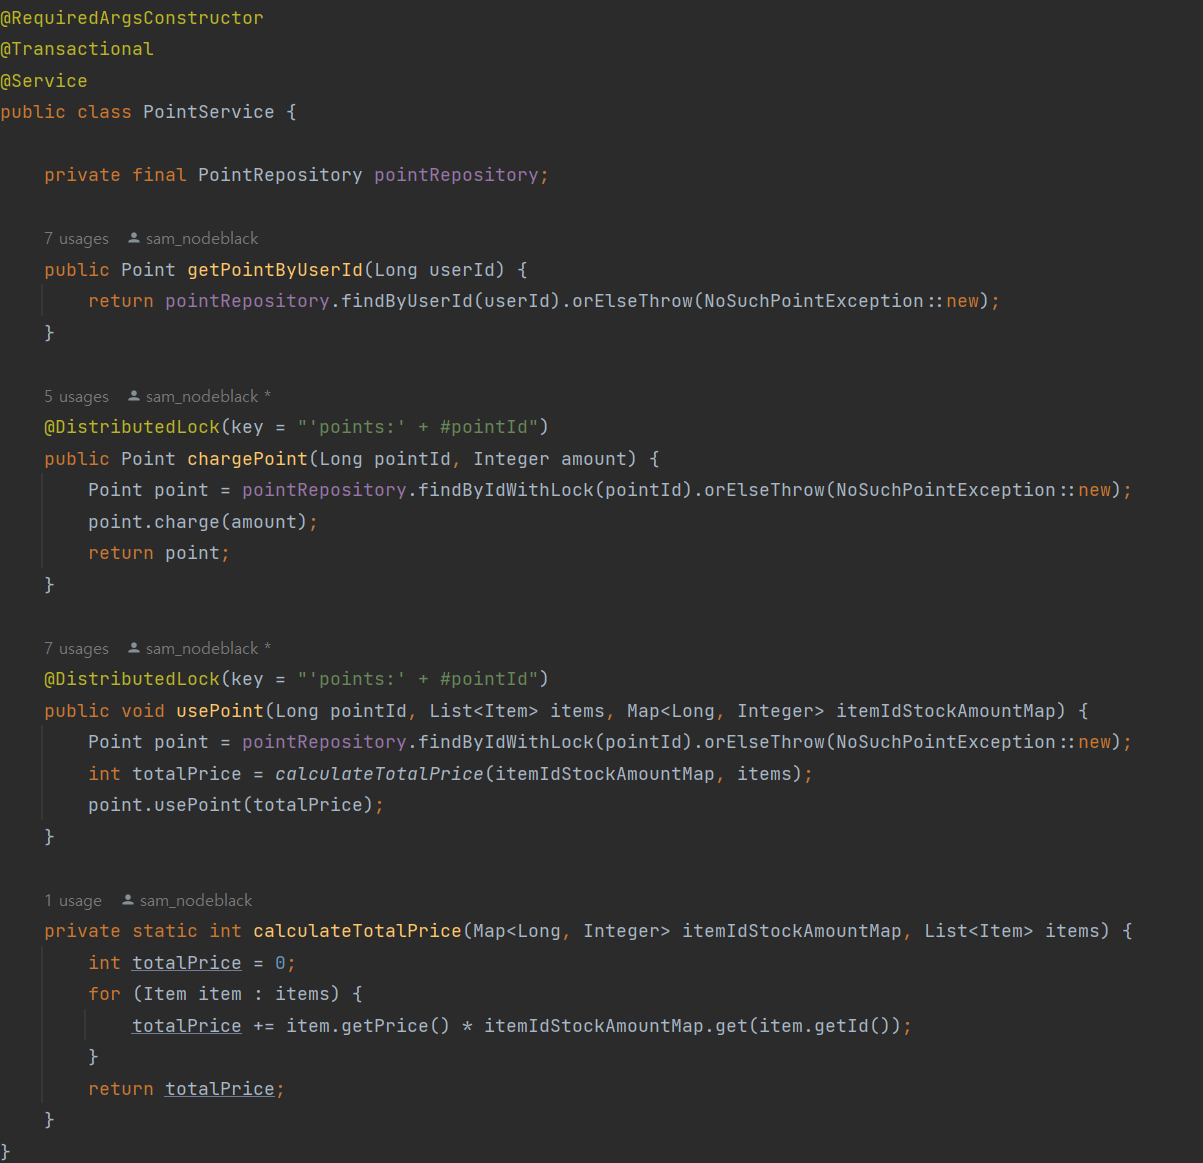 @RequiredArgsConstructor
@Transactional
@Service
public class PointService {
private final PointRepository pointRepository;
7 usages sam_nodeblack
public Point getPointByUserId(Long userId) {
return pointRepository.findByUserId(userId).orElseThrow(NoSuchPointException::new);
}
5 usages sam_nodeblack *
@DistributedLock(key = "'points:' + #pointId")
public Point chargePoint(Long pointId, Integer amount) {
Point point = pointRepository.findByIdWithLock(pointId).orElseThrow(NoSuchPointException::new);
point.charge(amount);
return point;
}
7 usages sam_nodeblack *
@DistributedLock(key = "'points:' + #pointId")
public void usePoint(Long pointId, List<Item> items, Map<Long, Integer> itemIdStockAmountMap) {
Point point = pointRepository.findByIdWithLock(pointId).orElseThrow(NoSuchPointException::new);
int totalPrice = calculateTotalPrice(itemIdStockAmountMap, items);
point.usePoint(totalPrice);
}
1 usage sam_nodeblack
private static int calculateTotalPrice(Map<Long, Integer> itemIdStockAmountMap, List<Item> items) {
int totalPrice = 0;
for (Item item : items) {
totalPrice += item.getPrice() * itemIdStockAmountMap.get(item.getId());
}
return totalPrice;
}
}